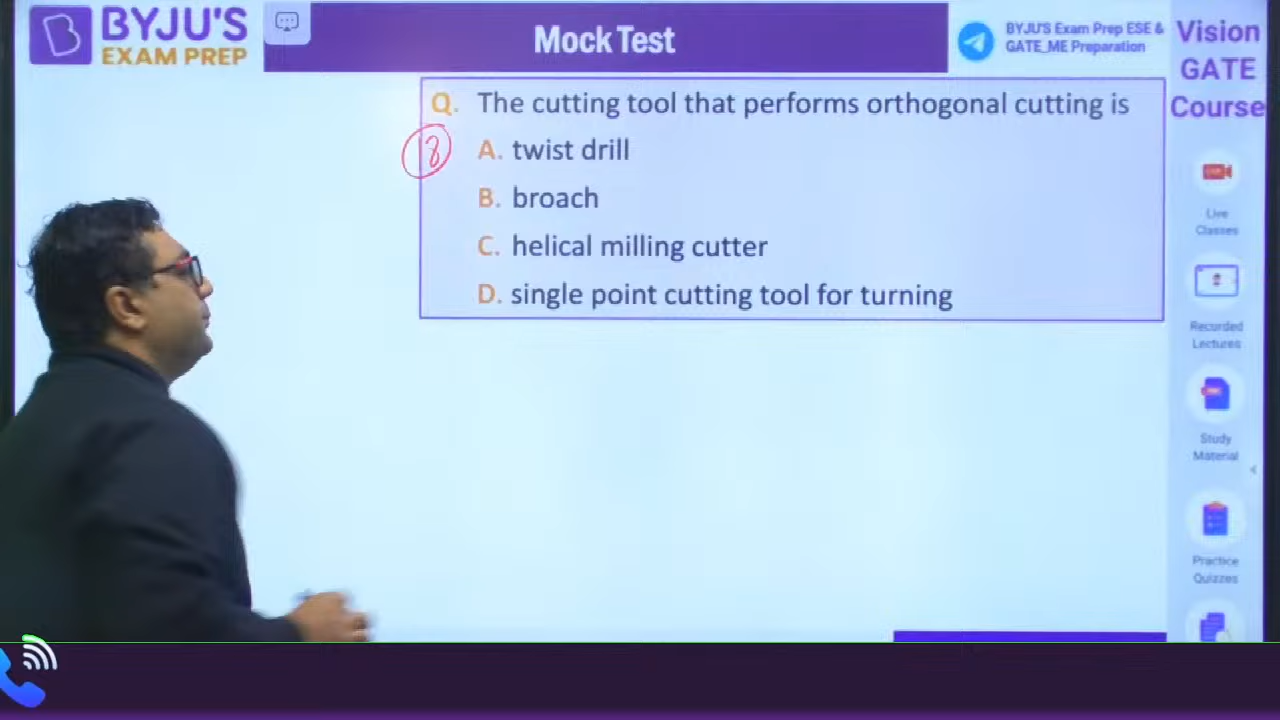 BYJU'S
EXAM PREP
Mock Test
BYJU'S Exam Prep ESE &
GATE_ME Preparation
Vision
GATE
Course
Q. The cutting tool that performs orthogonal cutting is
18
A. twist drill
B. broach
C. helical milling cutter
D. single point cutting tool for turning
Live
Classes
Recorded
Lectures
Study
Material
Practice
Quizzes